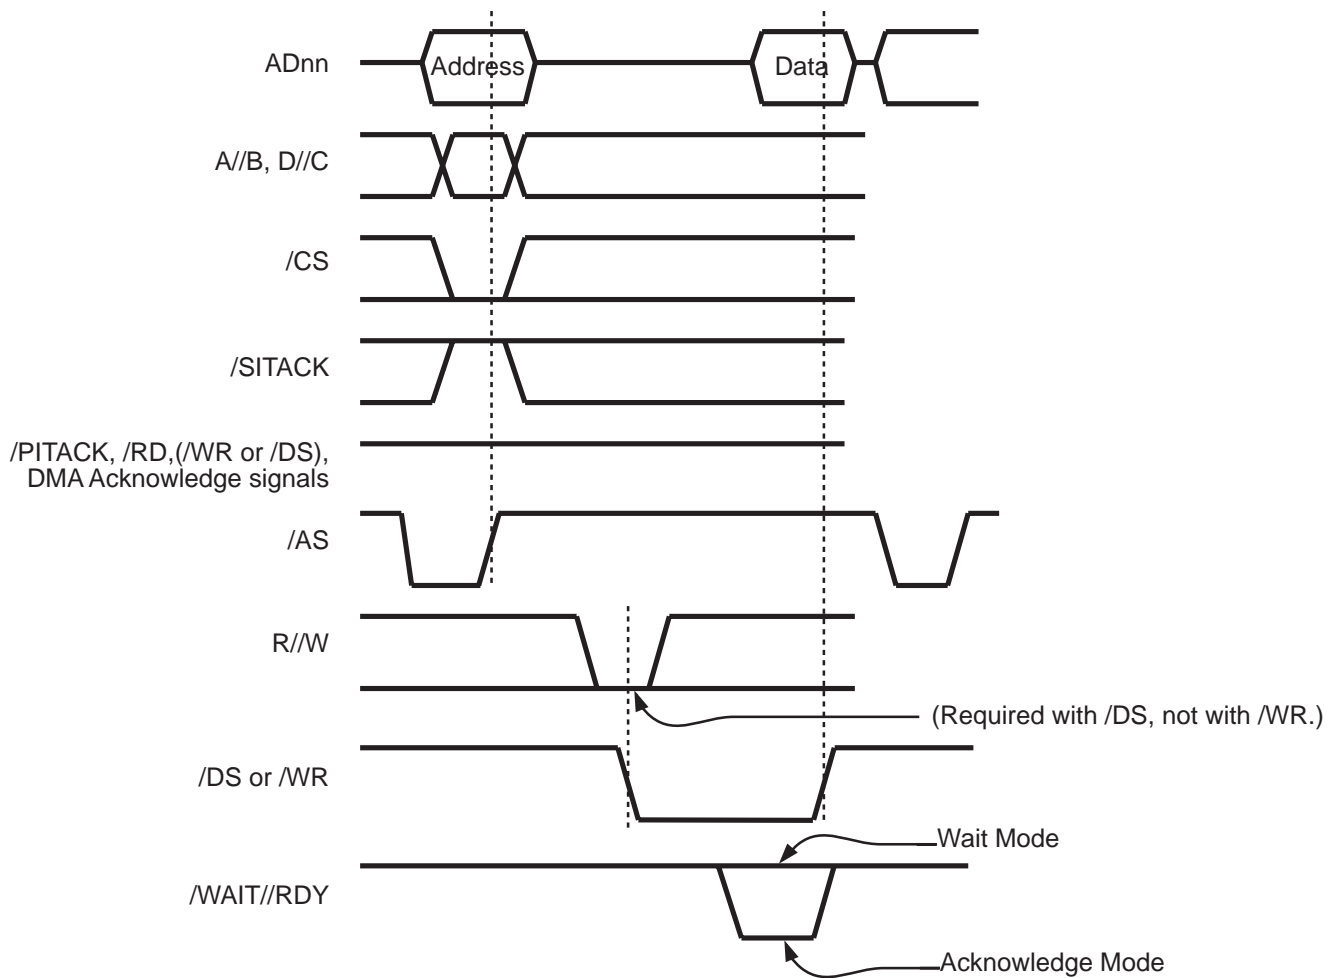 ADnn
Address
Data
A//B, D//C
/CS
/SITACK
/PITACK, /RD,(/WR or /DS),
DMA Acknowledge signals
/AS
R//W
(Required with /DS, not with /WR.)
/DS or /WR
Wait Mode
/WAIT//RDY
Acknowledge Mode